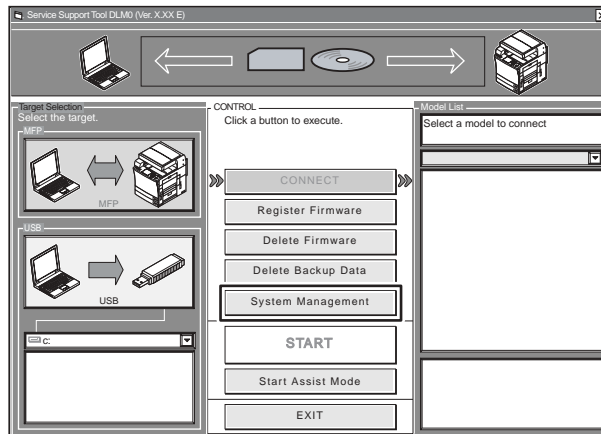 Service Support Tool DLM0 (Ver. X.XX E)
X
Target Selection
Select the target.
MFP
MFP
USB
USB
C:
CONTROL
Click a button to execute.
CONNECT
Register Firmware
Delete Firmware
Delete Backup Data
System Management
START
Start Assist Mode
EXIT
Model List
Select a model to connect